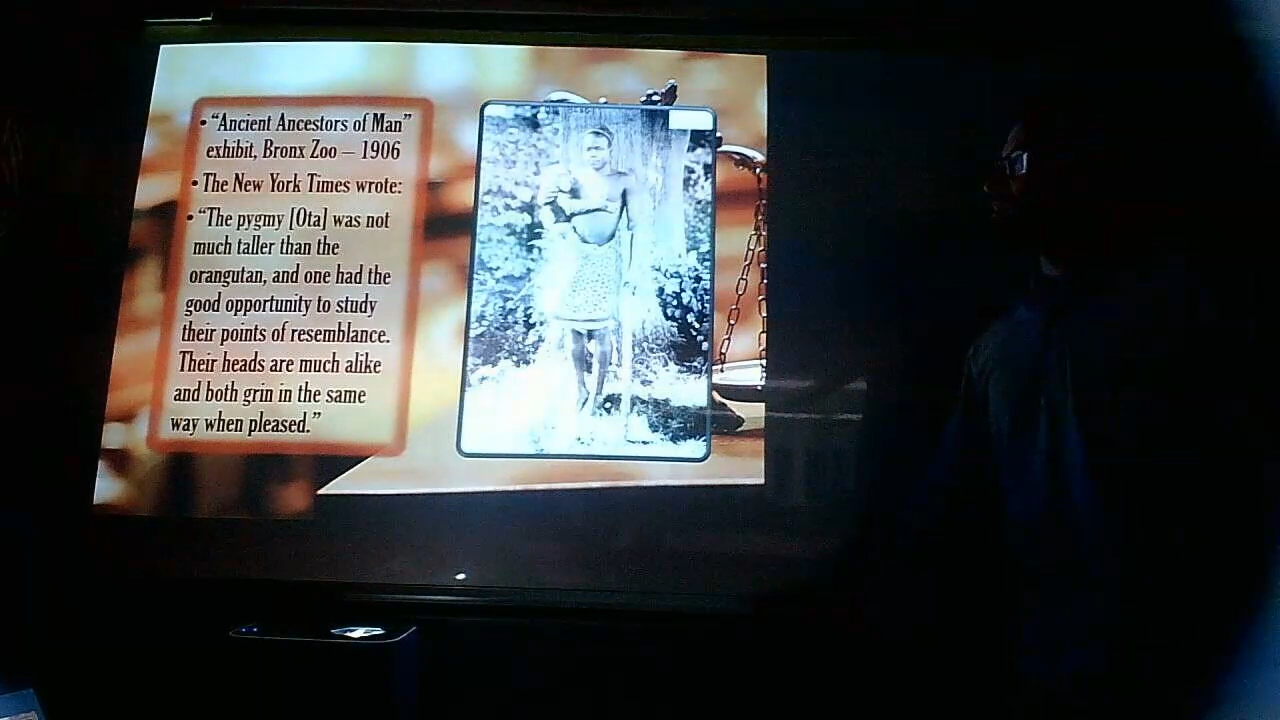 • “Ancient Ancestors of Man”
exhibit, Bronx Zoo – 1906
• The New York Times wrote:
• “The pygmy [Ota] was not
much taller than the
orangutan, and one had the
good opportunity to study
their points of resemblance.
Their heads are much alike
and both grin in the same
way when pleased.”